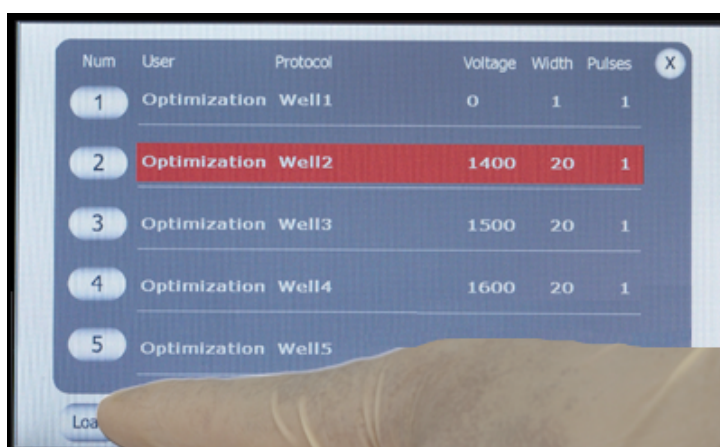 Num User Protocol Voltage Width Pulses X
1 Optimization Well1 0 1 1
2 Optimization Well2 1400 20 1
3 Optimization Well3 1500 20 1
4 Optimization Well4 1600 20 1
5 Optimization Well5